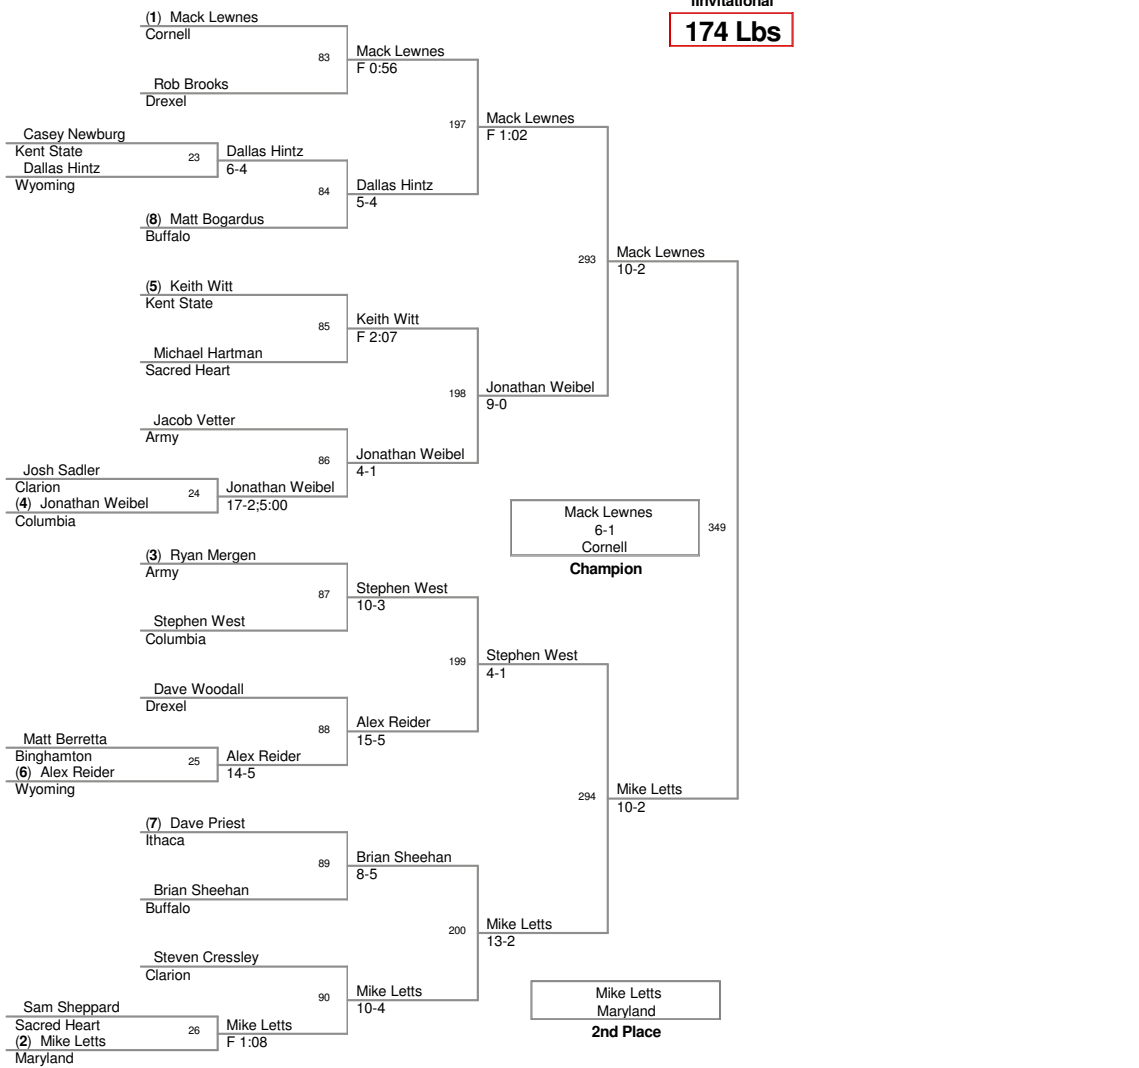 Invitational
174 Lbs
(1) Mack Lewnes
Cornell
83
Mack Lewnes
F 0:56
Rob Brooks
Drexel
197
Mack Lewnes
F 1:02
Casey Newburg
Kent State
23
Dallas Hintz
6-4
Dallas Hintz
Wyoming
84
Dallas Hintz
5-4
(8) Matt Bogardus
Buffalo
293
Mack Lewnes
10-2
(5) Keith Witt
Kent State
85
Keith Witt
F 2:07
Michael Hartman
Sacred Heart
198
Jonathan Weibel
9-0
Jacob Vetter
Army
86
Jonathan Weibel
4-1
Josh Sadler
Clarion
24
Jonathan Weibel
17-2;5:00
(4) Jonathan Weibel
Columbia
Mack Lewnes
6-1
Cornell
349
Champion
(3) Ryan Mergen
Army
87
Stephen West
10-3
Stephen West
Columbia
199
Stephen West
4-1
Dave Woodall
Drexel
88
Alex Reider
15-5
Matt Berretta
Binghamton
25
Alex Reider
14-5
(6) Alex Reider
Wyoming
294
Mike Letts
10-2
(7) Dave Priest
Ithaca
89
Brian Sheehan
8-5
Brian Sheehan
Buffalo
200
Mike Letts
13-2
Steven Cressley
Clarion
90
Mike Letts
10-4
Sam Sheppard
Sacred Heart
26
Mike Letts
F 1:08
(2) Mike Letts
Maryland
Mike Letts
Maryland
2nd Place